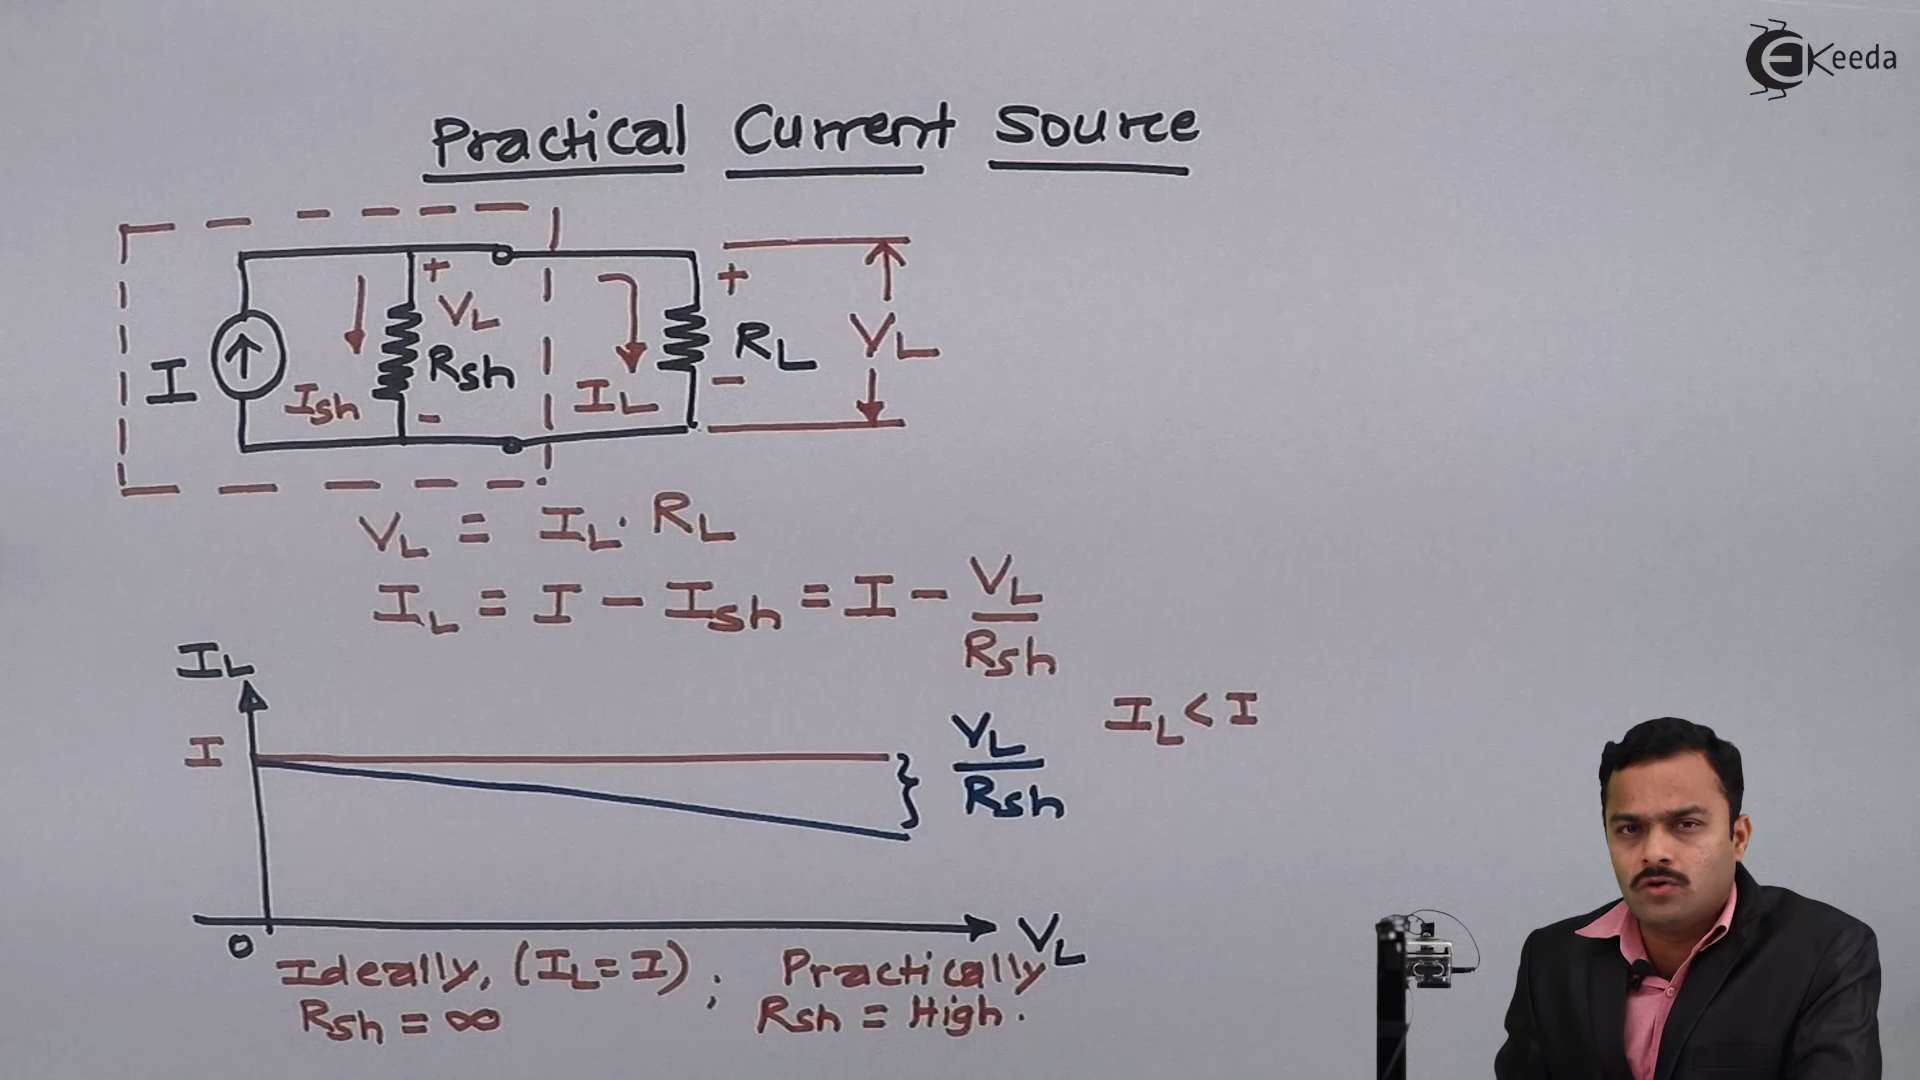 EKeeda
Practical Current Source
+ +
VL
I Ish Rsh IL RL VL
- -
VL = IL . RL
IL = I - Ish = I - VL/Rsh
IL
I
VL/Rsh
IL < I
0 VL
Ideally, (IL = I) ; Practically
Rsh = ∞ Rsh = High.